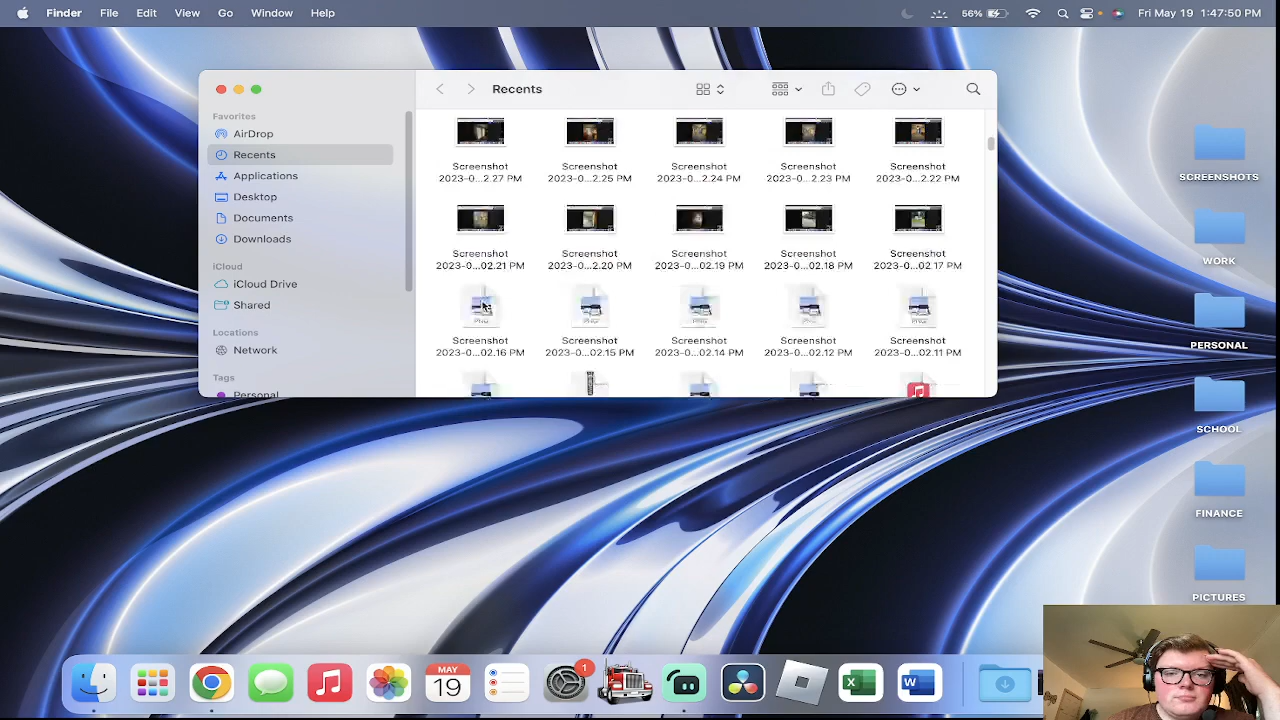 Finder File Edit View Go Window Help 56% Fri May 19 1:47:50 PM
Recents
Favorites
AirDrop
Recents
Applications
Desktop
Documents
Downloads
iCloud
iCloud Drive
Shared
Locations
Network
Tags
Personal
Screenshot Screenshot Screenshot Screenshot Screenshot
2023-0...2.27 PM 2023-0...2.25 PM 2023-0...2.24 PM 2023-0...2.23 PM 2023-0...2.22 PM
Screenshot Screenshot Screenshot Screenshot Screenshot
2023-0...02.21 PM 2023-0...2.20 PM 2023-0...02.19 PM 2023-0...02.18 PM 2023-0...02.17 PM
PNG PNG PNG PNG PNG
Screenshot Screenshot Screenshot Screenshot Screenshot
2023-0...02.16 PM 2023-0...02.15 PM 2023-0...02.14 PM 2023-0...02.12 PM 2023-0...02.11 PM
SCREENSHOTS
WORK
PERSONAL
SCHOOL
FINANCE
PICTURES
MAY
19
1
X
W